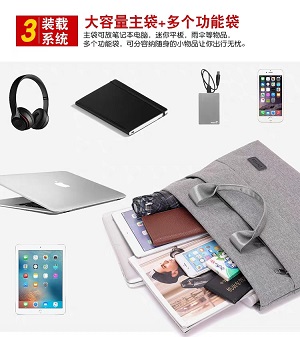 3 装载
系统
大容量主袋+多个功能袋
主袋可放笔记本电脑，迷你平板，雨伞等物品，
多个功能袋，可分容纳随身的小物品让你出行无忧。